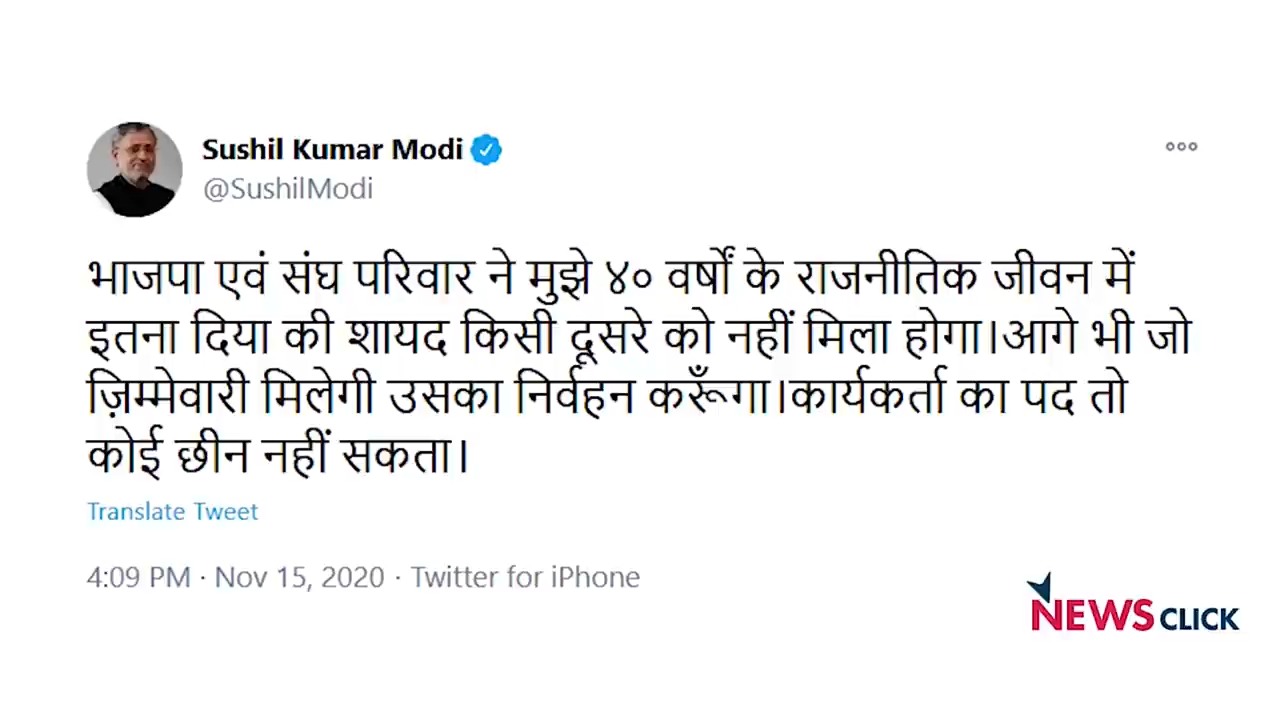 Sushil Kumar Modi
@SushilModi
भाजपा एवं संघ परिवार ने मुझे ४० वर्षों के राजनीतिक जीवन में
इतना दिया की शायद किसी दूसरे को नहीं मिला होगा।आगे भी जो
ज़िम्मेवारी मिलेगी उसका निर्वहन करूँगा।कार्यकर्ता का पद तो
कोई छीन नहीं सकता।
Translate Tweet
4:09 PM · Nov 15, 2020 · Twitter for iPhone
NEWSCLICK